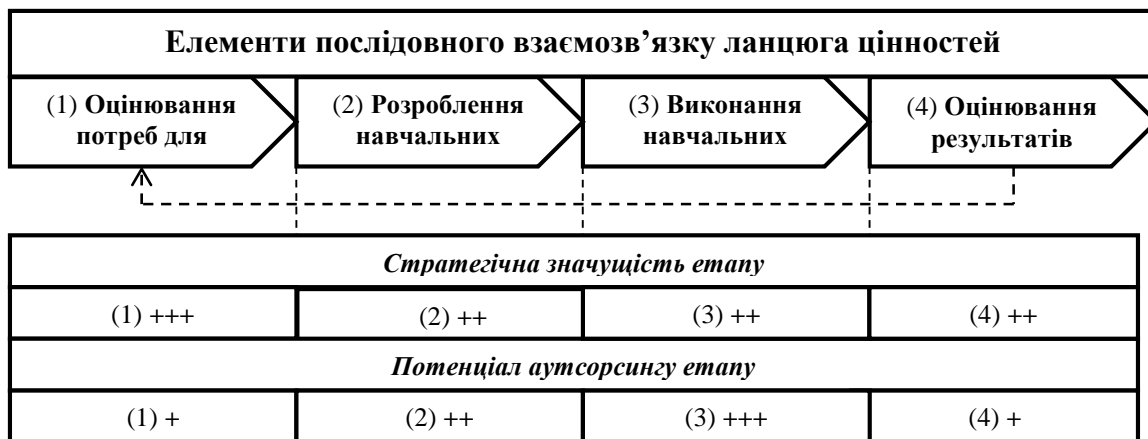 Елементи послідовного взаємозв’язку ланцюга цінностей
(1) Оцінювання
потреб для
(2) Розроблення
навчальних
(3) Виконання
навчальних
(4) Оцінювання
результатів
Стратегічна значущість етапу
(1) +++
(2) ++
(3) ++
(4) ++
Потенціал аутсорсингу етапу
(1) +
(2) ++
(3) +++
(4) +